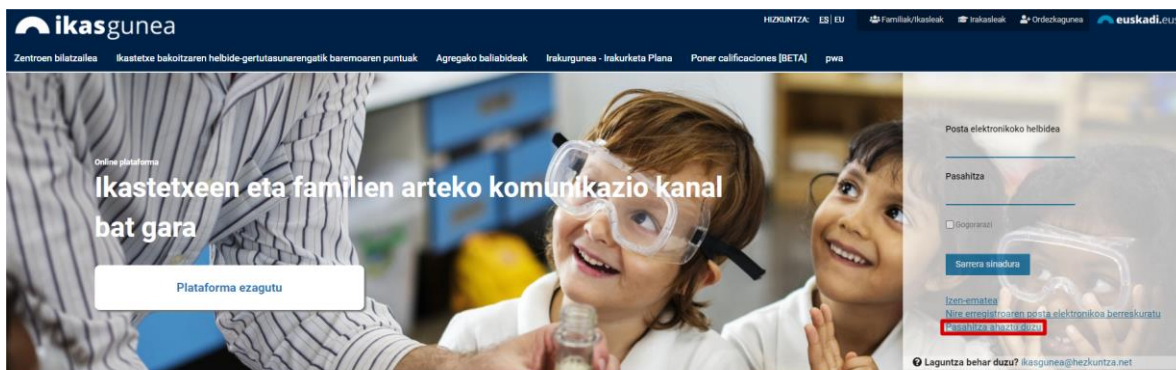 ikasgunea
HIZKUNTZA: ES | EU Familiak/Ikasleak Irakasleak Ordezkagunea euskadi.eus
Zentroen bilatzailea Ikastetxe bakoitzaren helbide-gertutasunarengatik baremoaren puntuak Agregako baliabideak Irakurgunea - Irakurketa Plana Poner calificaciones [BETA] pwa
Online plataforma
Ikastetxeen eta familien arteko komunikazio kanal
bat gara
Plataforma ezagutu
Posta elektronikoko helbidea
Pasahitza
Gogorarazi
Sarrera sinadura
Izen-ematea
Nire erregistroaren posta elektronikoa berreskuratu
Pasahitza ahaztu duzu
Laguntza behar duzu? ikasgunea@hezkuntza.net